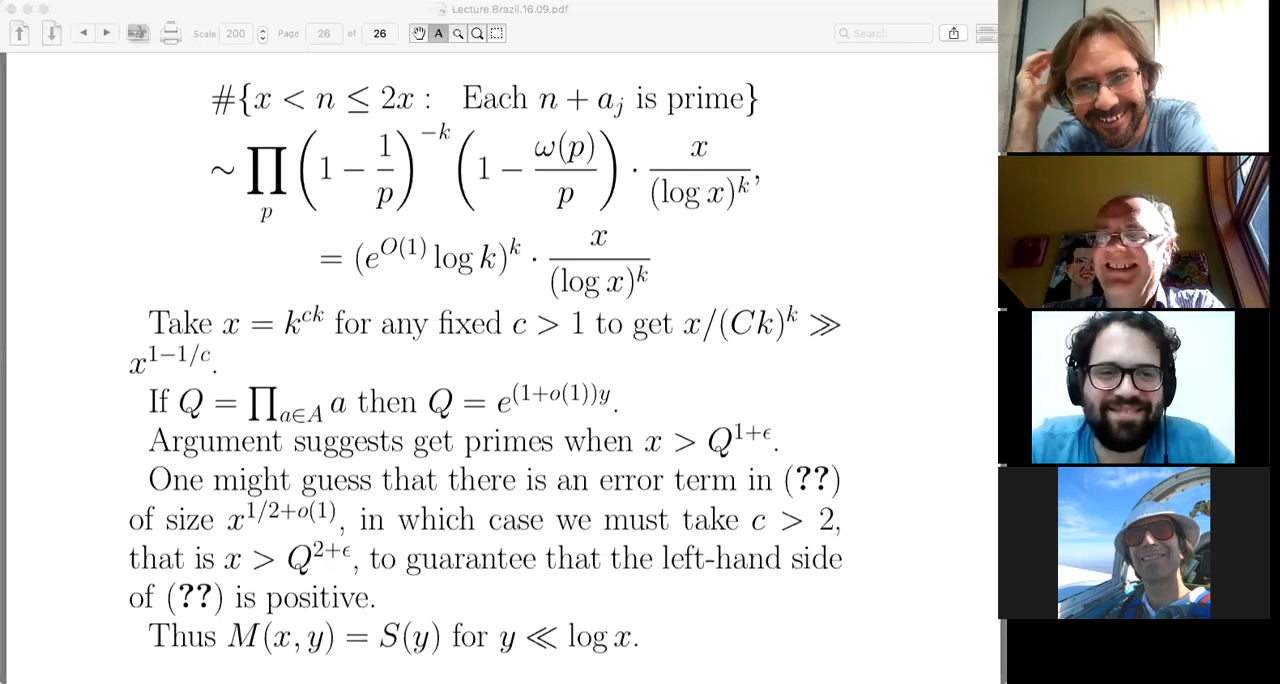 Lecture.Brazil.16.09.pdf
Scale 200 Page 26 of 26 A Search
#{x < n ≤ 2x : Each n + a_j is prime}
∼ ∏_p (1 − 1/p)^{−k} (1 − ω(p)/p) · x/(log x)^k,
= (e^{O(1)} log k)^k · x/(log x)^k
Take x = k^{ck} for any fixed c > 1 to get x/(Ck)^k ≫
x^{1−1/c}.
If Q = ∏_{a∈A} a then Q = e^{(1+o(1))y}.
Argument suggests get primes when x > Q^{1+ϵ}.
One might guess that there is an error term in (??)
of size x^{1/2+o(1)}, in which case we must take c > 2,
that is x > Q^{2+ϵ}, to guarantee that the left-hand side
of (??) is positive.
Thus M(x, y) = S(y) for y ≪ log x.